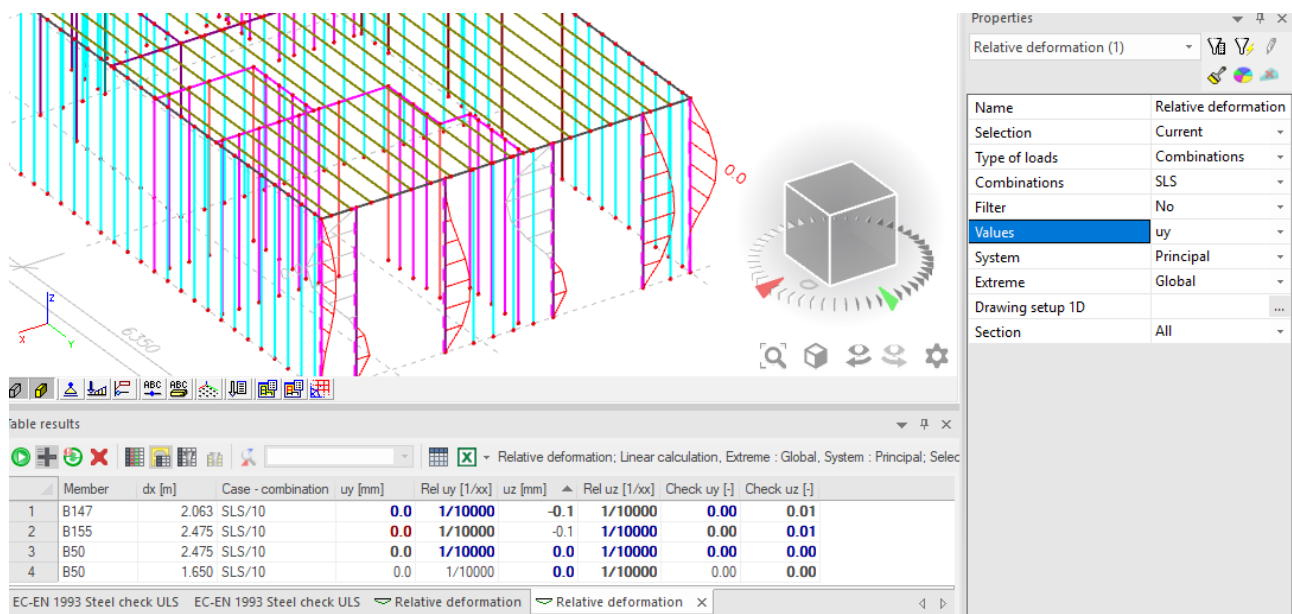 Properties
Relative deformation (1)
Name Relative deformation
Selection Current
Type of loads Combinations
Combinations SLS
Filter No
Values uy
System Principal
Extreme Global
Drawing setup 1D ...
Section All
0.0
z
x
Y
6350
ABC ABC
Table results
Relative deformation; Linear calculation, Extreme : Global, System : Principal; Selec
Member dx [m] Case - combination uy [mm] Rel uy [1/xx] uz [mm] Rel uz [1/xx] Check uy [-] Check uz [-]
1 B147 2.063 SLS/10 0.0 1/10000 -0.1 1/10000 0.00 0.01
2 B155 2.475 SLS/10 0.0 1/10000 -0.1 1/10000 0.00 0.01
3 B50 2.475 SLS/10 0.0 1/10000 0.0 1/10000 0.00 0.00
4 B50 1.650 SLS/10 0.0 1/10000 0.0 1/10000 0.00 0.00
EC-EN 1993 Steel check ULS EC-EN 1993 Steel check ULS Relative deformation Relative deformation